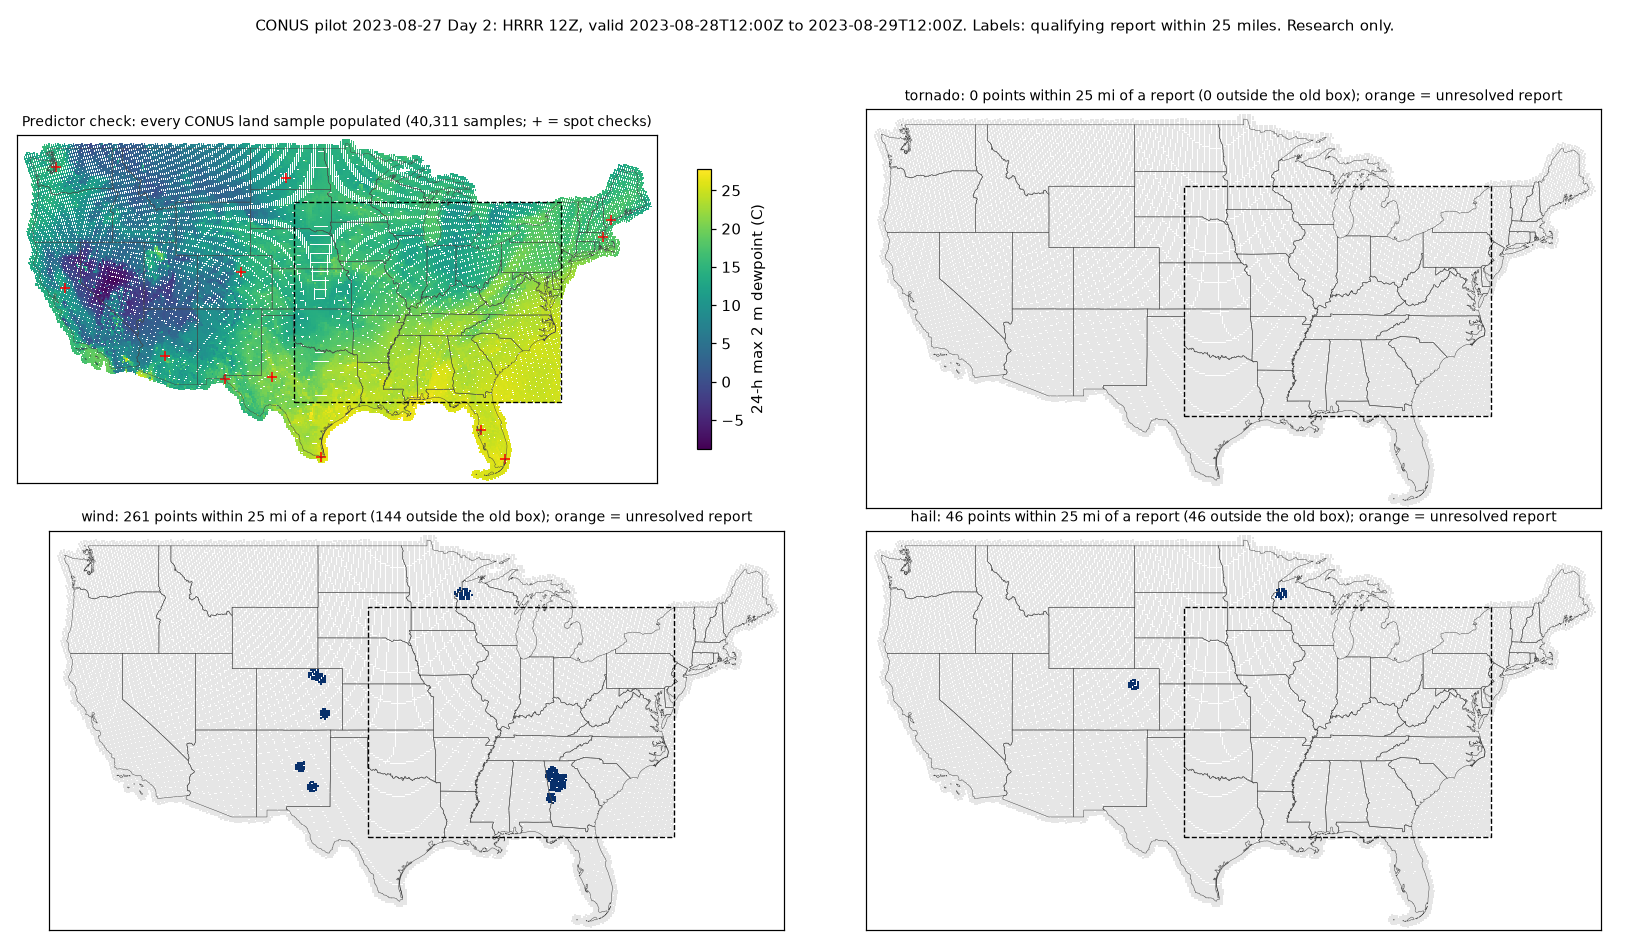 CONUS pilot 2023-08-27 Day 2: HRRR 12Z, valid 2023-08-28T12:00Z to 2023-08-29T12:00Z. Labels: qualifying report within 25 miles. Research only.
Predictor check: every CONUS land sample populated (40,311 samples; + = spot checks)
25
20
15
10
5
0
−5
24-h max 2 m dewpoint (C)
tornado: 0 points within 25 mi of a report (0 outside the old box); orange = unresolved report
wind: 261 points within 25 mi of a report (144 outside the old box); orange = unresolved report
hail: 46 points within 25 mi of a report (46 outside the old box); orange = unresolved report